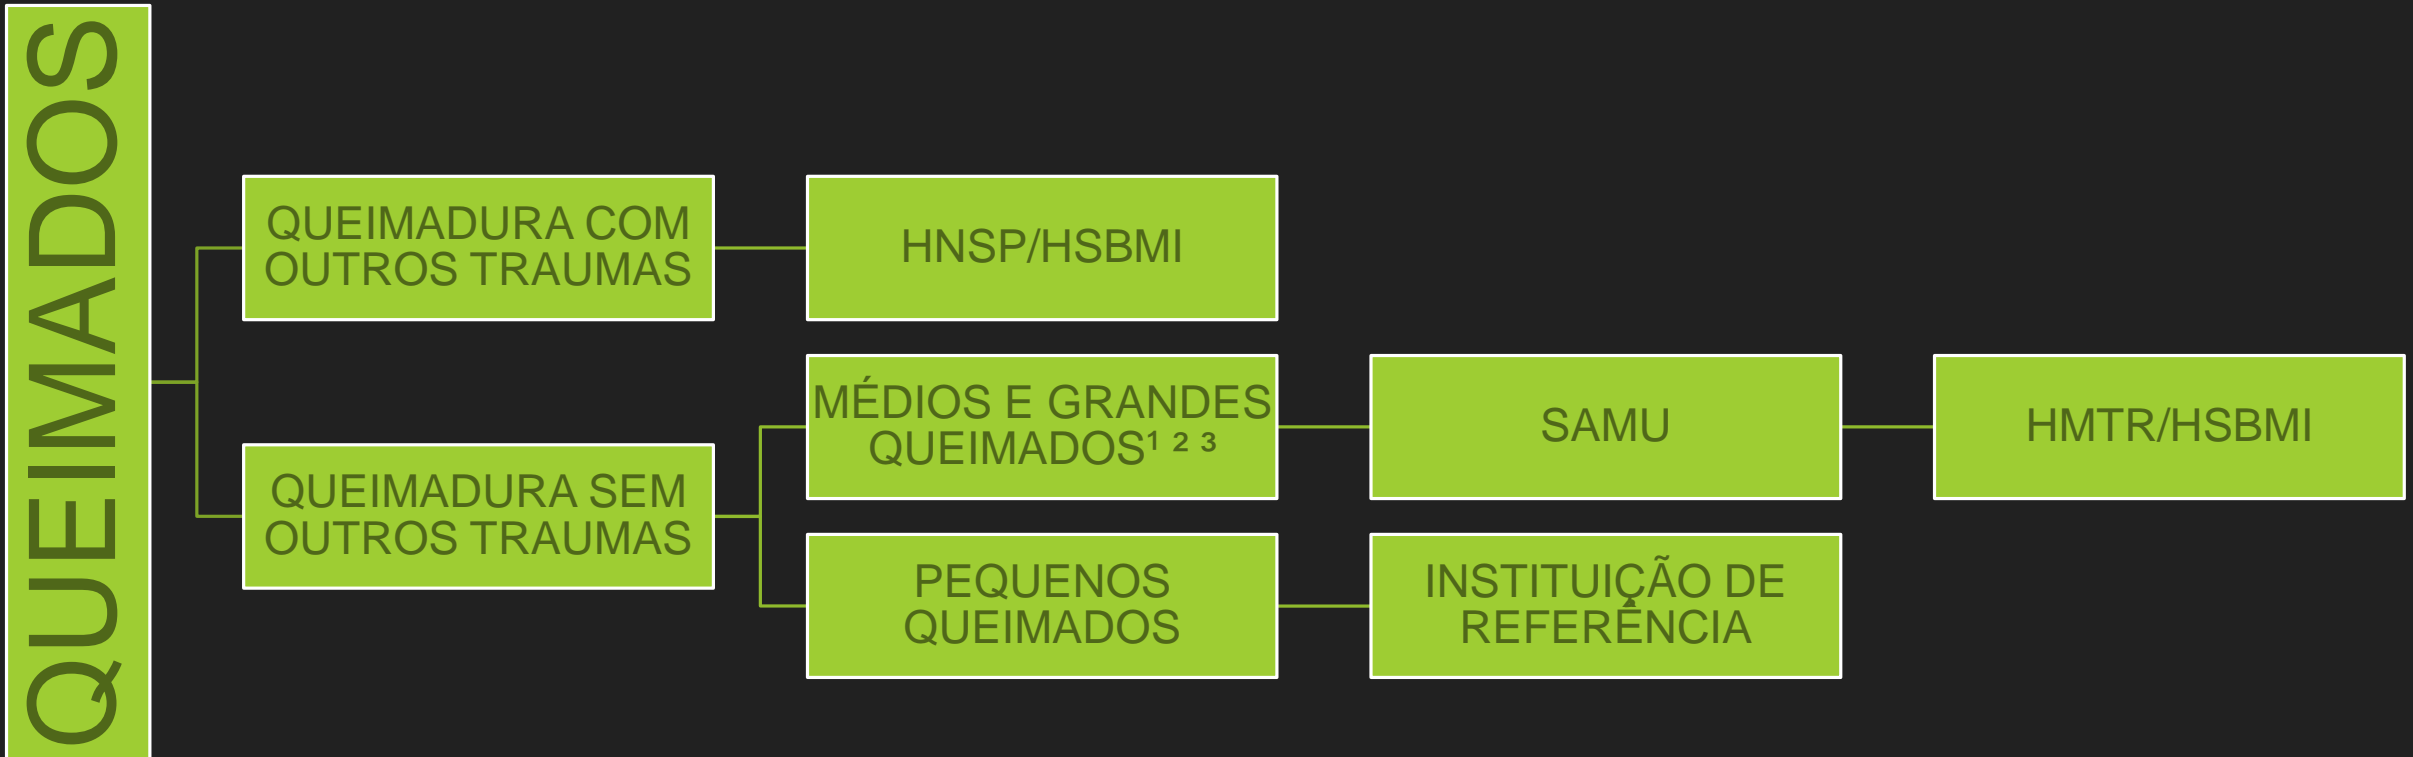 QUEIMADOS
QUEIMADURA COM
OUTROS TRAUMAS
HNSP/HSBMI
QUEIMADURA SEM
OUTROS TRAUMAS
MÉDIOS E GRANDES
QUEIMADOS¹ ² ³
SAMU
HMTR/HSBMI
PEQUENOS
QUEIMADOS
INSTITUIÇÃO DE
REFERÊNCIA